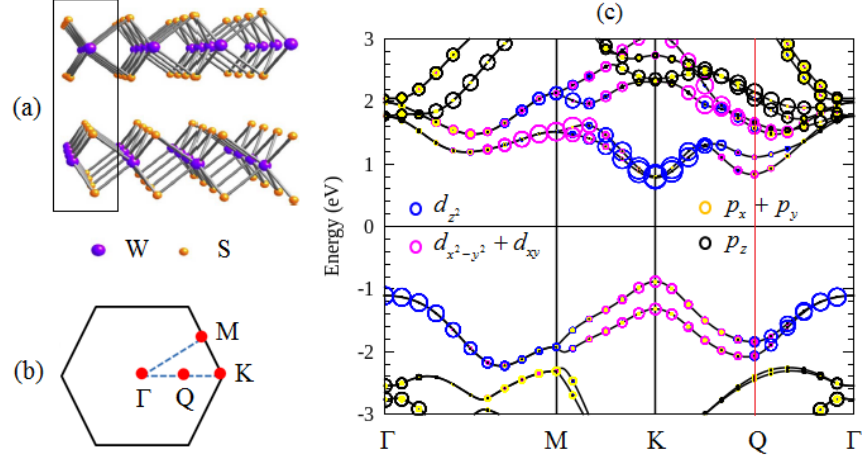 (a)
W S
(b)
M
Γ Q K
(c)
Energy (eV)
3
2
1
0
-1
-2
-3
d_{z^2}
p_x + p_y
d_{x^2-y^2} + d_{xy}
p_z
Γ M K Q Γ